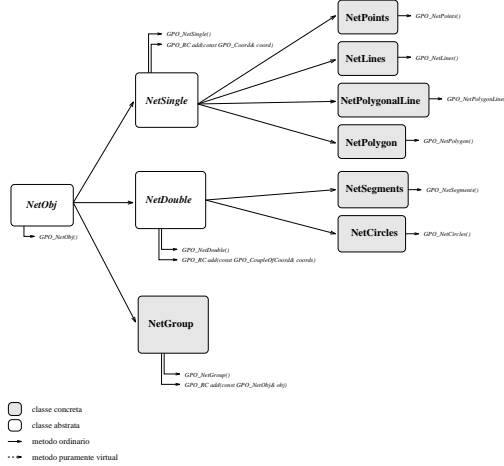 GPO_NetSingle()
GPO_RC add(const GPO_Coord& coord)
NetPoints
GPO_NetPoints()
NetLines
GPO_NetLines()
NetSingle
NetPolygonalLine
GPO_NetPolygonLines
NetPolygon
GPO_NetPolygon()
NetObj
GPO_NetObj()
NetDouble
GPO_NetDouble()
GPO_RC add(const GPO_CoupleOfCoord& coords)
NetSegments
GPO_NetSegments()
NetCircles
GPO_NetCircles()
NetGroup
GPO_NetGroup()
GPO_RC add(const GPO_NetObj& obj)
classe concreta
classe abstrata
metodo ordinario
metodo puramente virtual